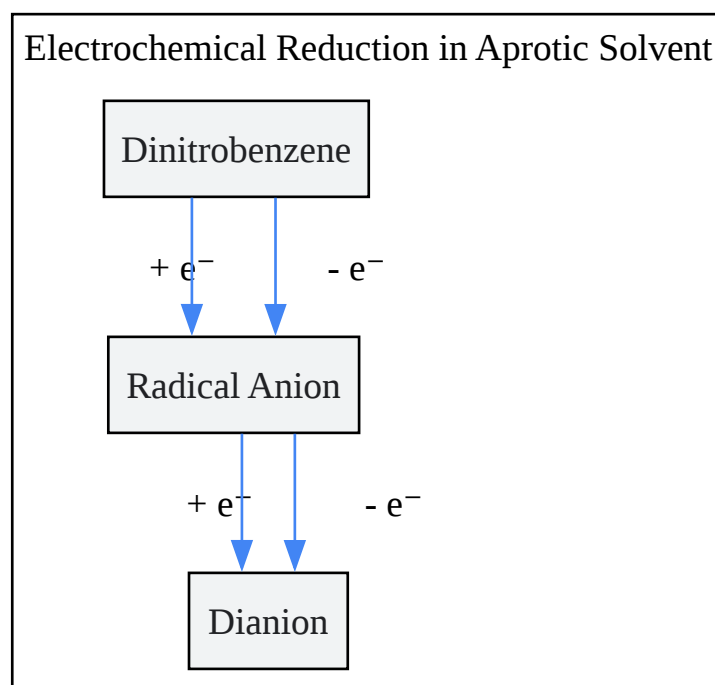 Electrochemical Reduction in Aprotic Solvent
Dinitrobenzene
+ e⁻
- e⁻
Radical Anion
+ e⁻
- e⁻
Dianion